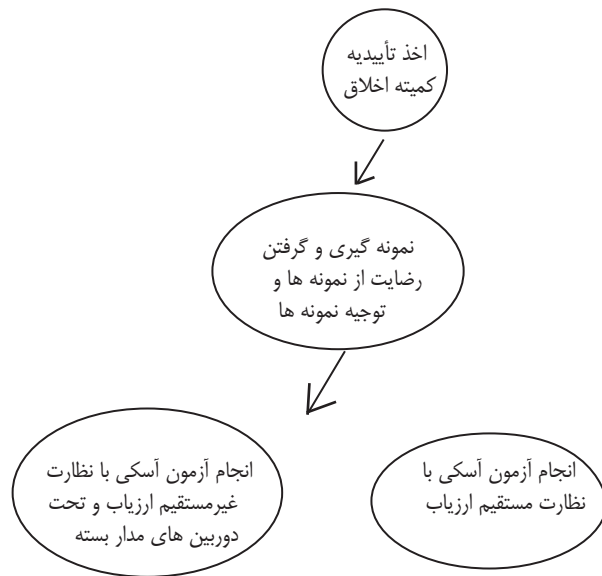 اخذ تأییدیه
کمیته اخلاق
نمونه گیری و گرفتن
رضایت از نمونه ها و
توجیه نمونه ها
انجام آزمون آسکی با
نظارت مستقیم ارزیاب
انجام آزمون آسکی با نظارت
غیرمستقیم ارزیاب و تحت
دوربین های مدار بسته